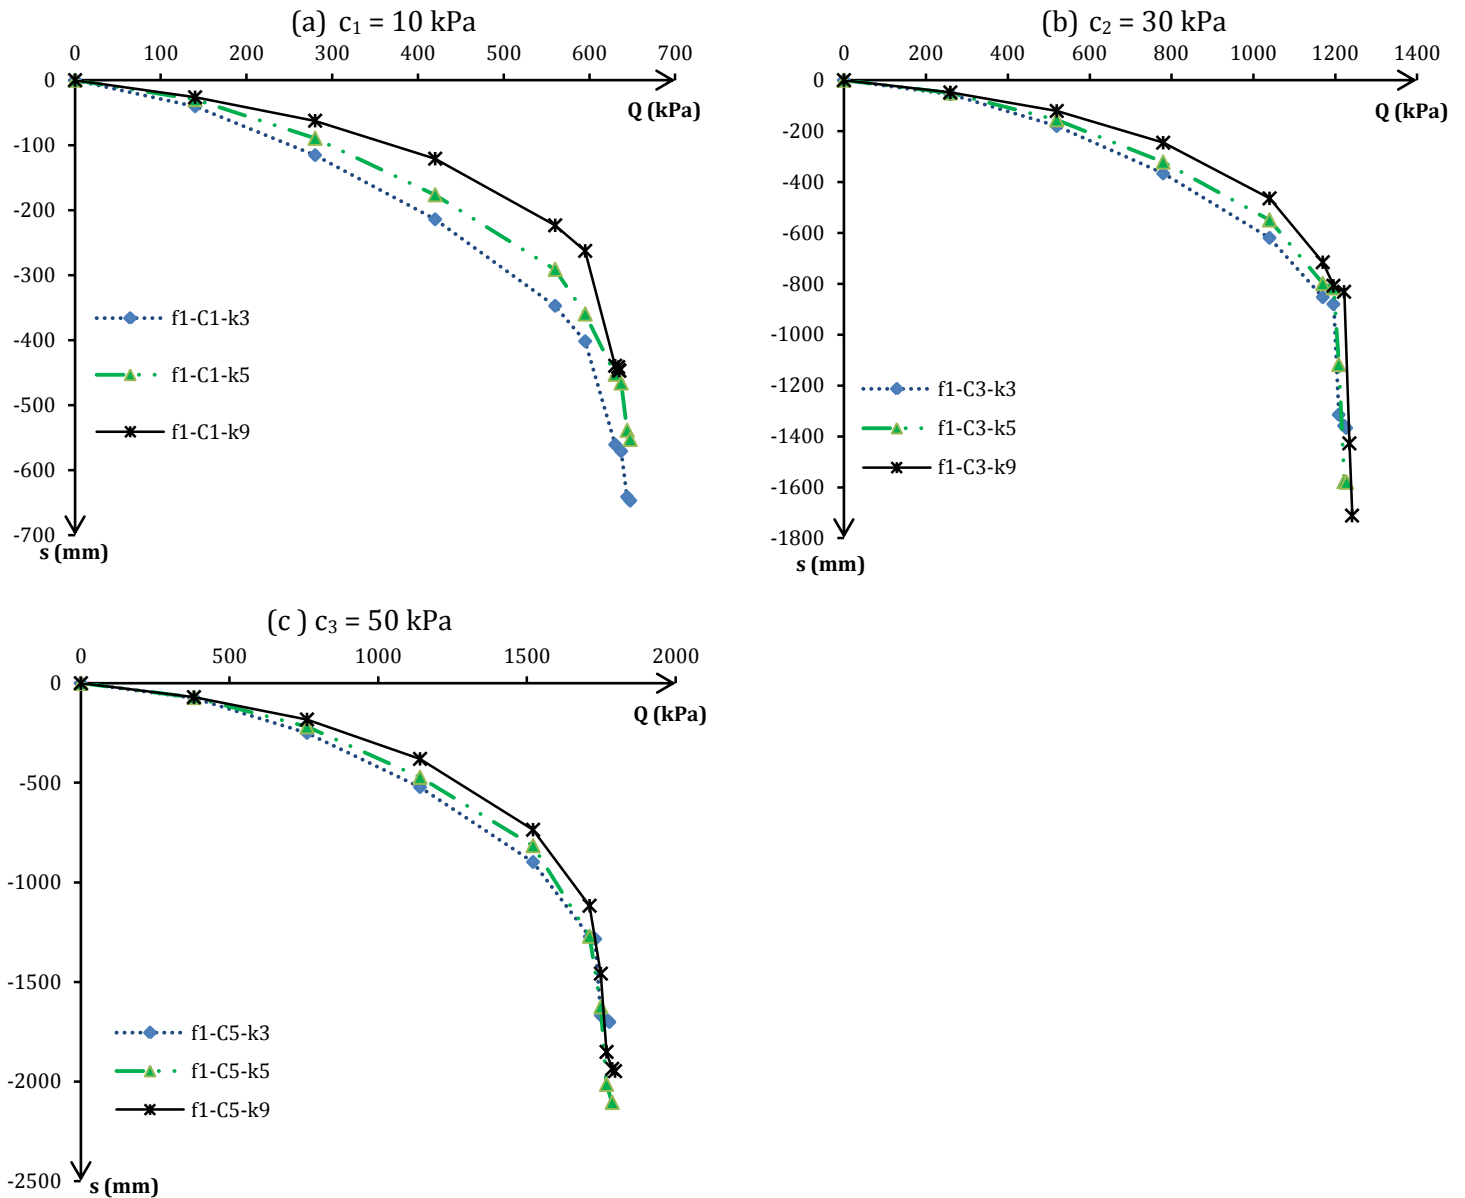 (a) c₁ = 10 kPa
0 100 200 300 400 500 600 700
Q (kPa)
0
-100
-200
-300
-400
-500
-600
-700
f1-C1-k3
f1-C1-k5
f1-C1-k9
s (mm)
(b) c₂ = 30 kPa
0 200 400 600 800 1000 1200 1400
Q (kPa)
0
-200
-400
-600
-800
-1000
-1200
-1400
-1600
-1800
f1-C3-k3
f1-C3-k5
f1-C3-k9
s (mm)
(c ) c₃ = 50 kPa
0 500 1000 1500 2000
Q (kPa)
0
-500
-1000
-1500
-2000
-2500
f1-C5-k3
f1-C5-k5
f1-C5-k9
s (mm)